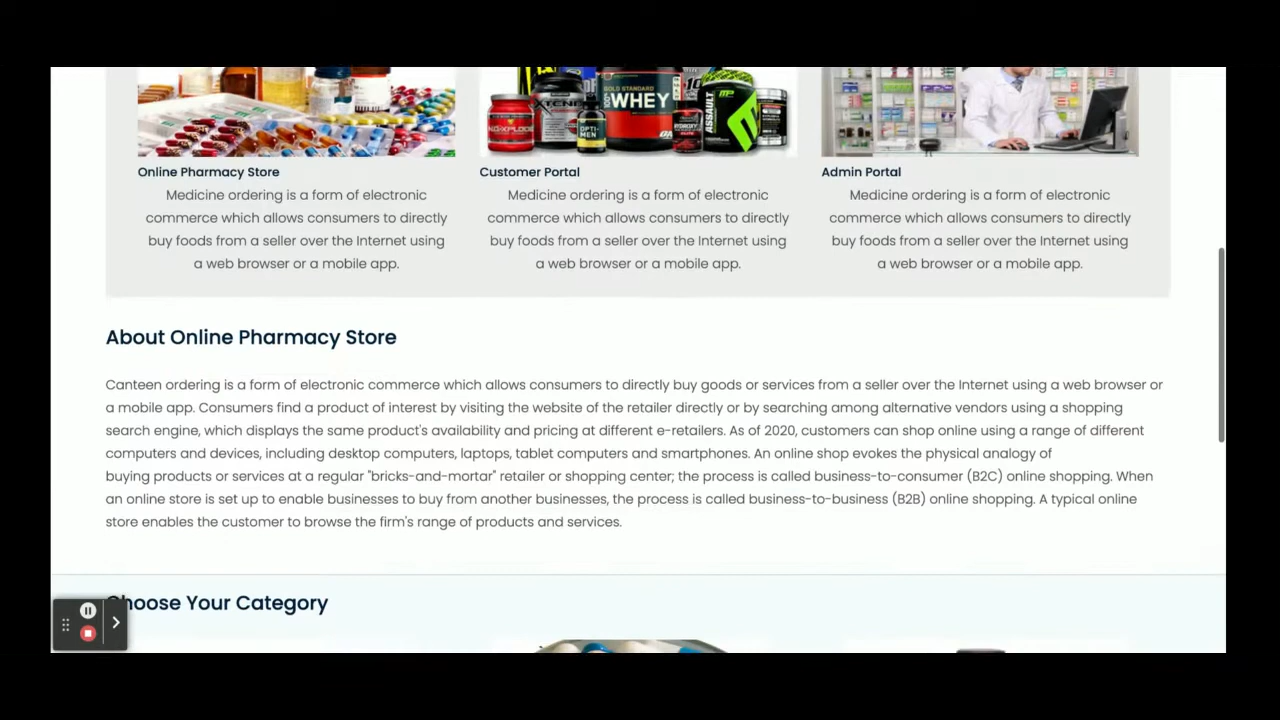 GOLD STANDARD
WHEY
XTEND
NO-XPLODE
OPTI-
MEN
ASSAULT
MP
ON
Online Pharmacy Store
Medicine ordering is a form of electronic
commerce which allows consumers to directly
buy foods from a seller over the Internet using
a web browser or a mobile app.
Customer Portal
Medicine ordering is a form of electronic
commerce which allows consumers to directly
buy foods from a seller over the Internet using
a web browser or a mobile app.
Admin Portal
Medicine ordering is a form of electronic
commerce which allows consumers to directly
buy foods from a seller over the Internet using
a web browser or a mobile app.
About Online Pharmacy Store
Canteen ordering is a form of electronic commerce which allows consumers to directly buy goods or services from a seller over the Internet using a web browser or
a mobile app. Consumers find a product of interest by visiting the website of the retailer directly or by searching among alternative vendors using a shopping
search engine, which displays the same product's availability and pricing at different e-retailers. As of 2020, customers can shop online using a range of different
computers and devices, including desktop computers, laptops, tablet computers and smartphones. An online shop evokes the physical analogy of
buying products or services at a regular "bricks-and-mortar" retailer or shopping center; the process is called business-to-consumer (B2C) online shopping. When
an online store is set up to enable businesses to buy from another businesses, the process is called business-to-business (B2B) online shopping. A typical online
store enables the customer to browse the firm's range of products and services.
Choose Your Category